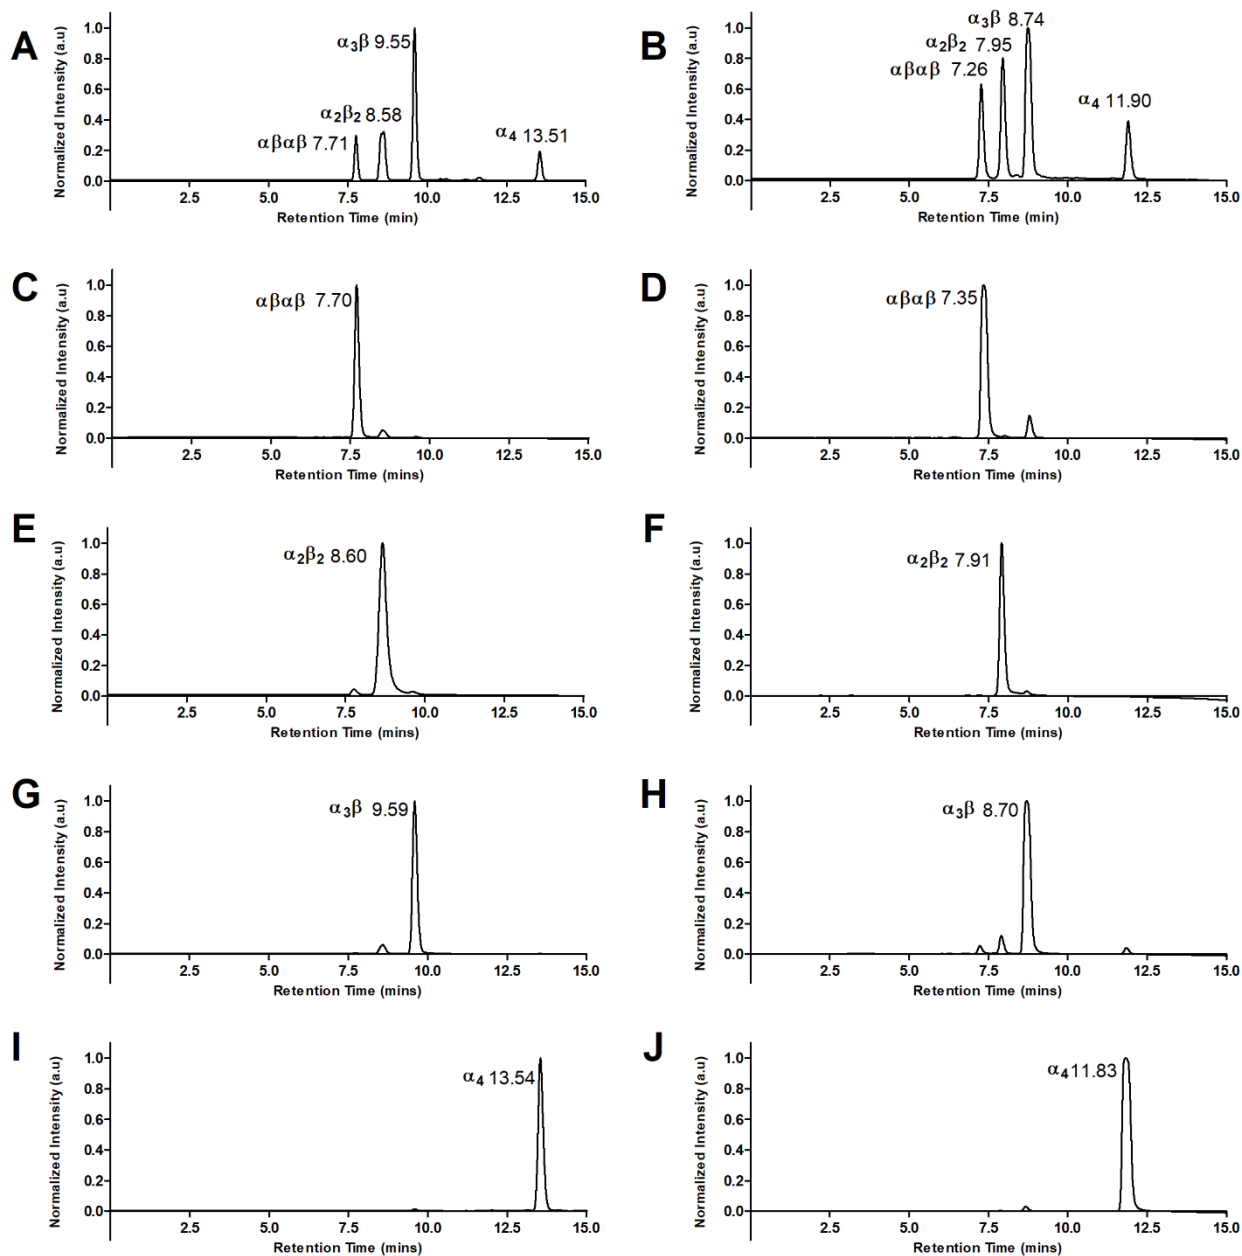 A
Normalized Intensity (a.u)
1.0
0.8
0.6
0.4
0.2
0.0
αβαβ 7.71
α₂β₂ 8.58
α₃β 9.55
α₄ 13.51
2.5 5.0 7.5 10.0 12.5 15.0
Retention Time (min)
B
Normalized Intensity (a.u)
1.0
0.8
0.6
0.4
0.2
0.0
α₃β 8.74
α₂β₂ 7.95
αβαβ 7.26
α₄ 11.90
2.5 5.0 7.5 10.0 12.5 15.0
Retention Time (min)
C
Normalized Intensity (a.u)
1.0
0.8
0.6
0.4
0.2
0.0
αβαβ 7.70
2.5 5.0 7.5 10.0 12.5 15.0
Retention Time (mins)
D
Normalized Intensity (a.u)
1.0
0.8
0.6
0.4
0.2
0.0
αβαβ 7.35
2.5 5.0 7.5 10.0 12.5 15.0
Retention Time (mins)
E
Normalized Intensity (a.u)
1.0
0.8
0.6
0.4
0.2
0.0
α₂β₂ 8.60
2.5 5.0 7.5 10.0 12.5 15.0
Retention Time (mins)
F
Normalized Intensity (a.u)
1.0
0.8
0.6
0.4
0.2
0.0
α₂β₂ 7.91
2.5 5.0 7.5 10.0 12.5 15.0
Retention Time (mins)
G
Normalized Intensity (a.u)
1.0
0.8
0.6
0.4
0.2
0.0
α₃β 9.59
2.5 5.0 7.5 10.0 12.5 15.0
Retention Time (mins)
H
Normalized Intensity (a.u)
1.0
0.8
0.6
0.4
0.2
0.0
α₃β 8.70
2.5 5.0 7.5 10.0 12.5 15.0
Retention Time (mins)
I
Normalized Intensity (a.u)
1.0
0.8
0.6
0.4
0.2
0.0
α₄ 13.54
2.5 5.0 7.5 10.0 12.5 15.0
Retention Time (mins)
J
Normalized Intensity (a.u)
1.0
0.8
0.6
0.4
0.2
0.0
α₄ 11.83
2.5 5.0 7.5 10.0 12.5 15.0
Retention Time (mins)